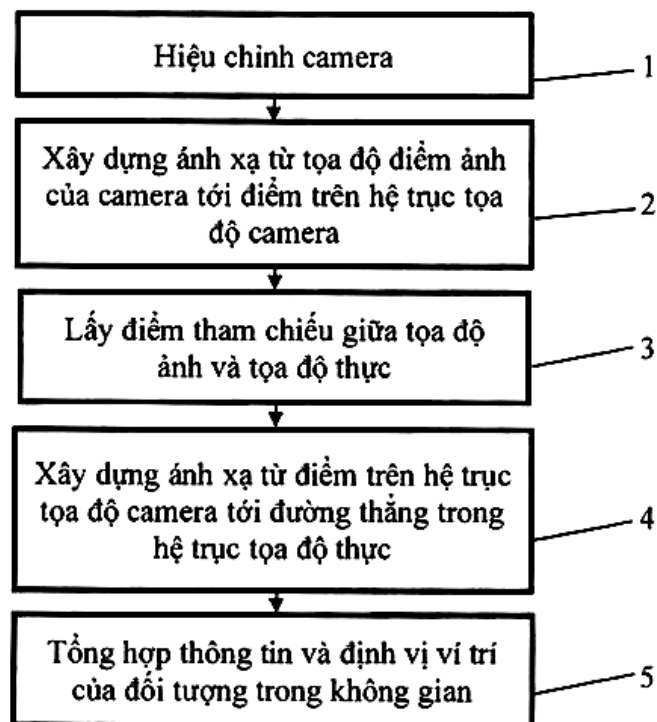 Hiệu chỉnh camera
1
Xây dựng ánh xạ từ tọa độ điểm ảnh
của camera tới điểm trên hệ trục tọa
độ camera
2
Lấy điểm tham chiếu giữa tọa độ
ảnh và tọa độ thực
3
Xây dựng ánh xạ từ điểm trên hệ trục
tọa độ camera tới đường thẳng trong
hệ trục tọa độ thực
4
Tổng hợp thông tin và định vị ví trí
của đối tượng trong không gian
5